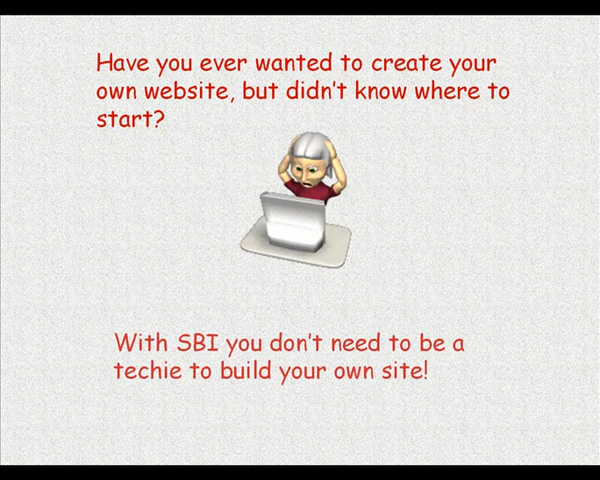 Have you ever wanted to create your
own website, but didn't know where to
start?
With SBI you don't need to be a
techie to build your own site!